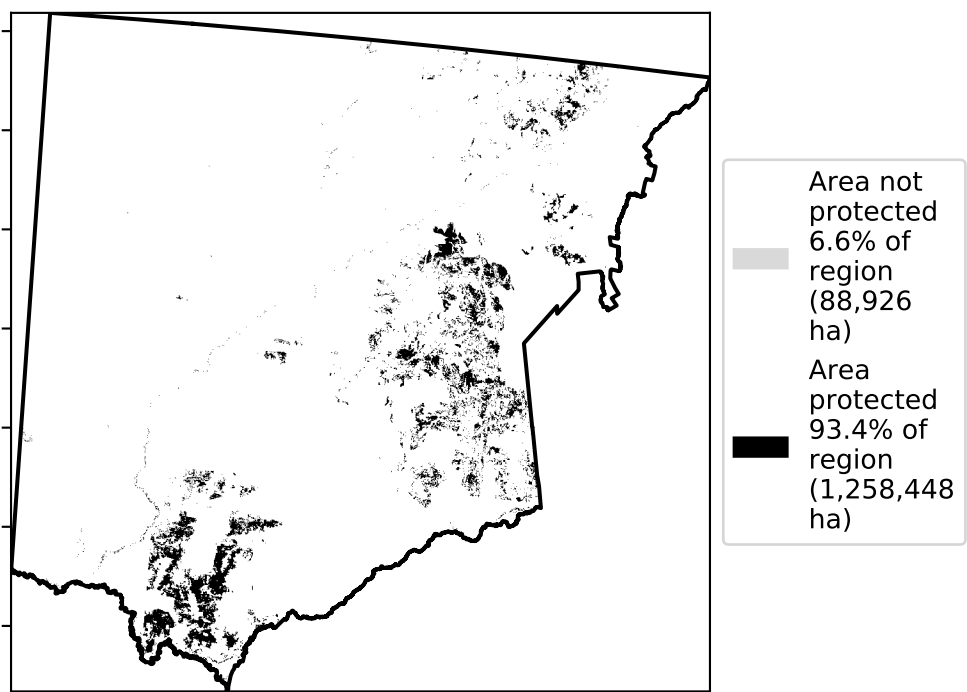 Area not
protected
6.6% of
region
(88,926
ha)
Area
protected
93.4% of
region
(1,258,448
ha)